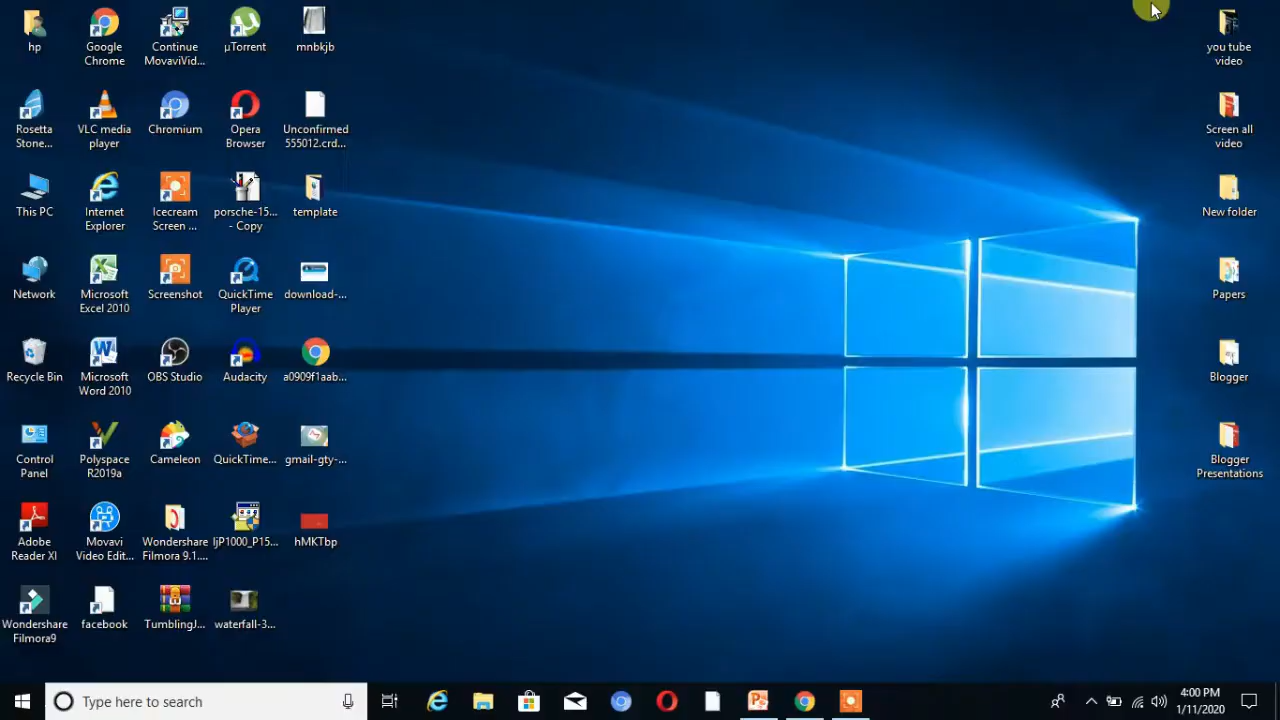 hp
Google
Chrome
Continue
MovaviVid...
µTorrent
mnbkjb
you tube
video
Rosetta
Stone...
VLC media
player
Chromium
Opera
Browser
Unconfirmed
555012.crd...
Screen all
video
This PC
Internet
Explorer
Icecream
Screen ...
porsche-15...
- Copy
template
New folder
Network
Microsoft
Excel 2010
Screenshot
QuickTime
Player
download-...
Papers
Recycle Bin
Microsoft
Word 2010
OBS Studio
Audacity
a0909f1aab...
Blogger
Control
Panel
Polyspace
R2019a
Cameleon
QuickTime...
gmail-gty-...
Blogger
Presentations
Adobe
Reader XI
Movavi
Video Edit...
Wondershare
Filmora 9.1....
ljP1000_P15...
hMKTbp
Wondershare
Filmora9
facebook
TumblingJ...
waterfall-3...
Type here to search
4:00 PM
1/11/2020